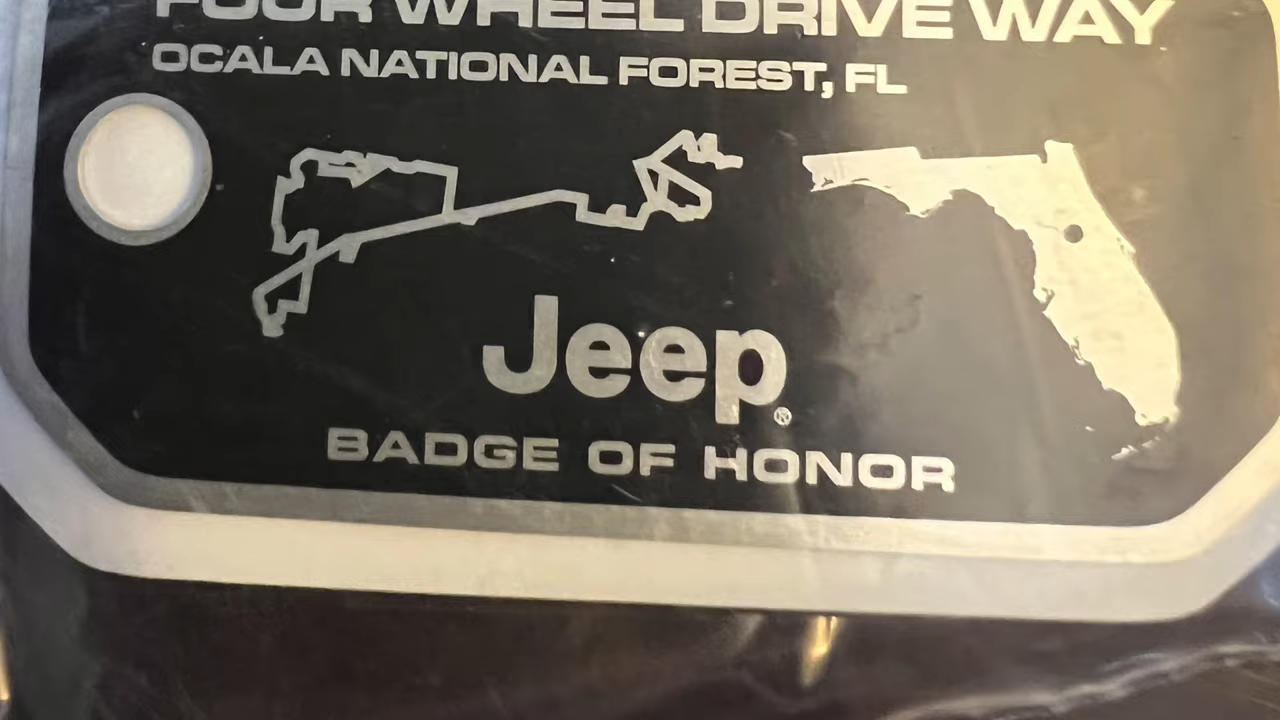 FOUR WHEEL DRIVE WAY
OCALA NATIONAL FOREST, FL
Jeep®
BADGE OF HONOR